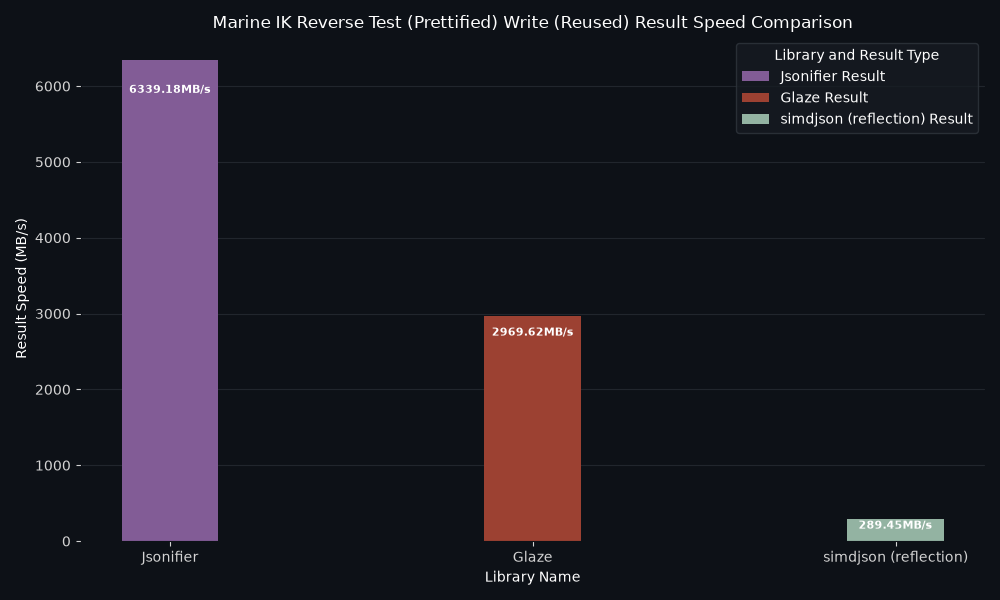 Marine IK Reverse Test (Prettified) Write (Reused) Result Speed Comparison
Library and Result Type
Jsonifier Result
Glaze Result
simdjson (reflection) Result
6339.18MB/s
2969.62MB/s
289.45MB/s
Result Speed (MB/s)
6000
5000
4000
3000
2000
1000
0
Jsonifier
Glaze
simdjson (reflection)
Library Name